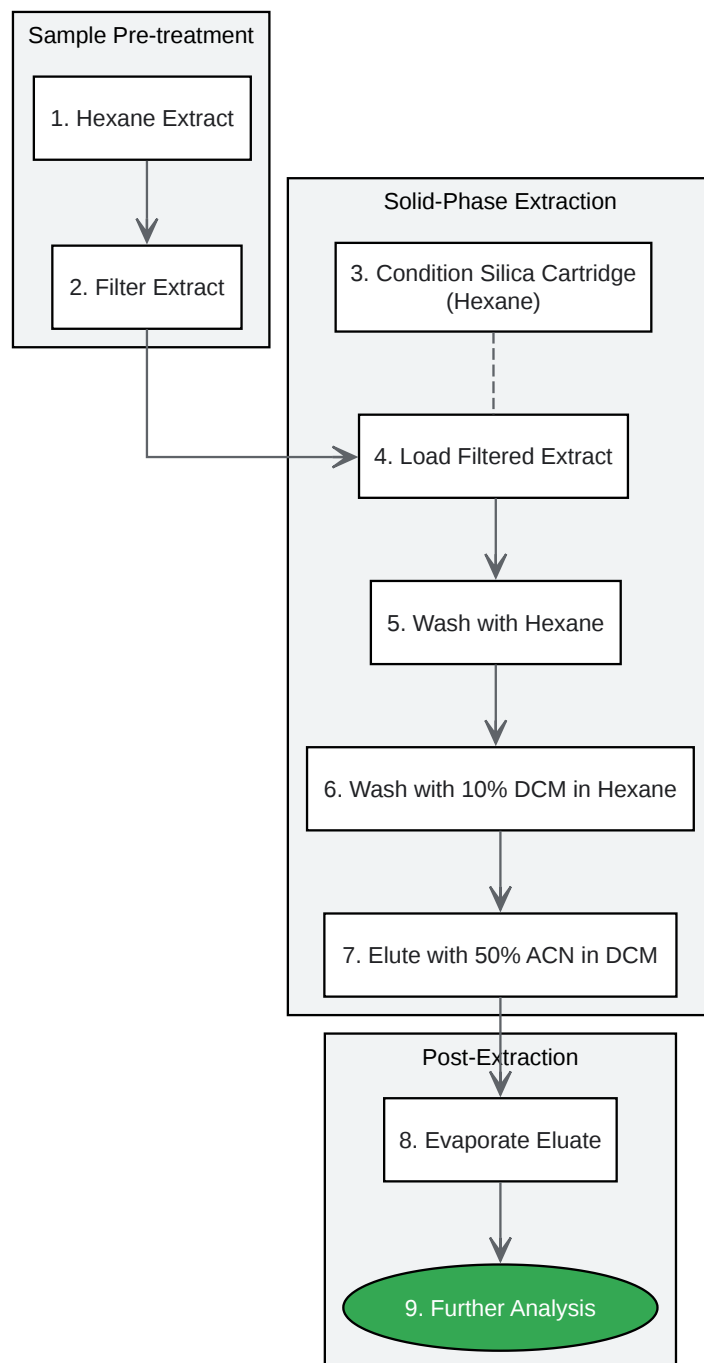 Sample Pre-treatment
1. Hexane Extract
2. Filter Extract
Solid-Phase Extraction
3. Condition Silica Cartridge
(Hexane)
4. Load Filtered Extract
5. Wash with Hexane
6. Wash with 10% DCM in Hexane
7. Elute with 50% ACN in DCM
Post-Extraction
8. Evaporate Eluate
9. Further Analysis